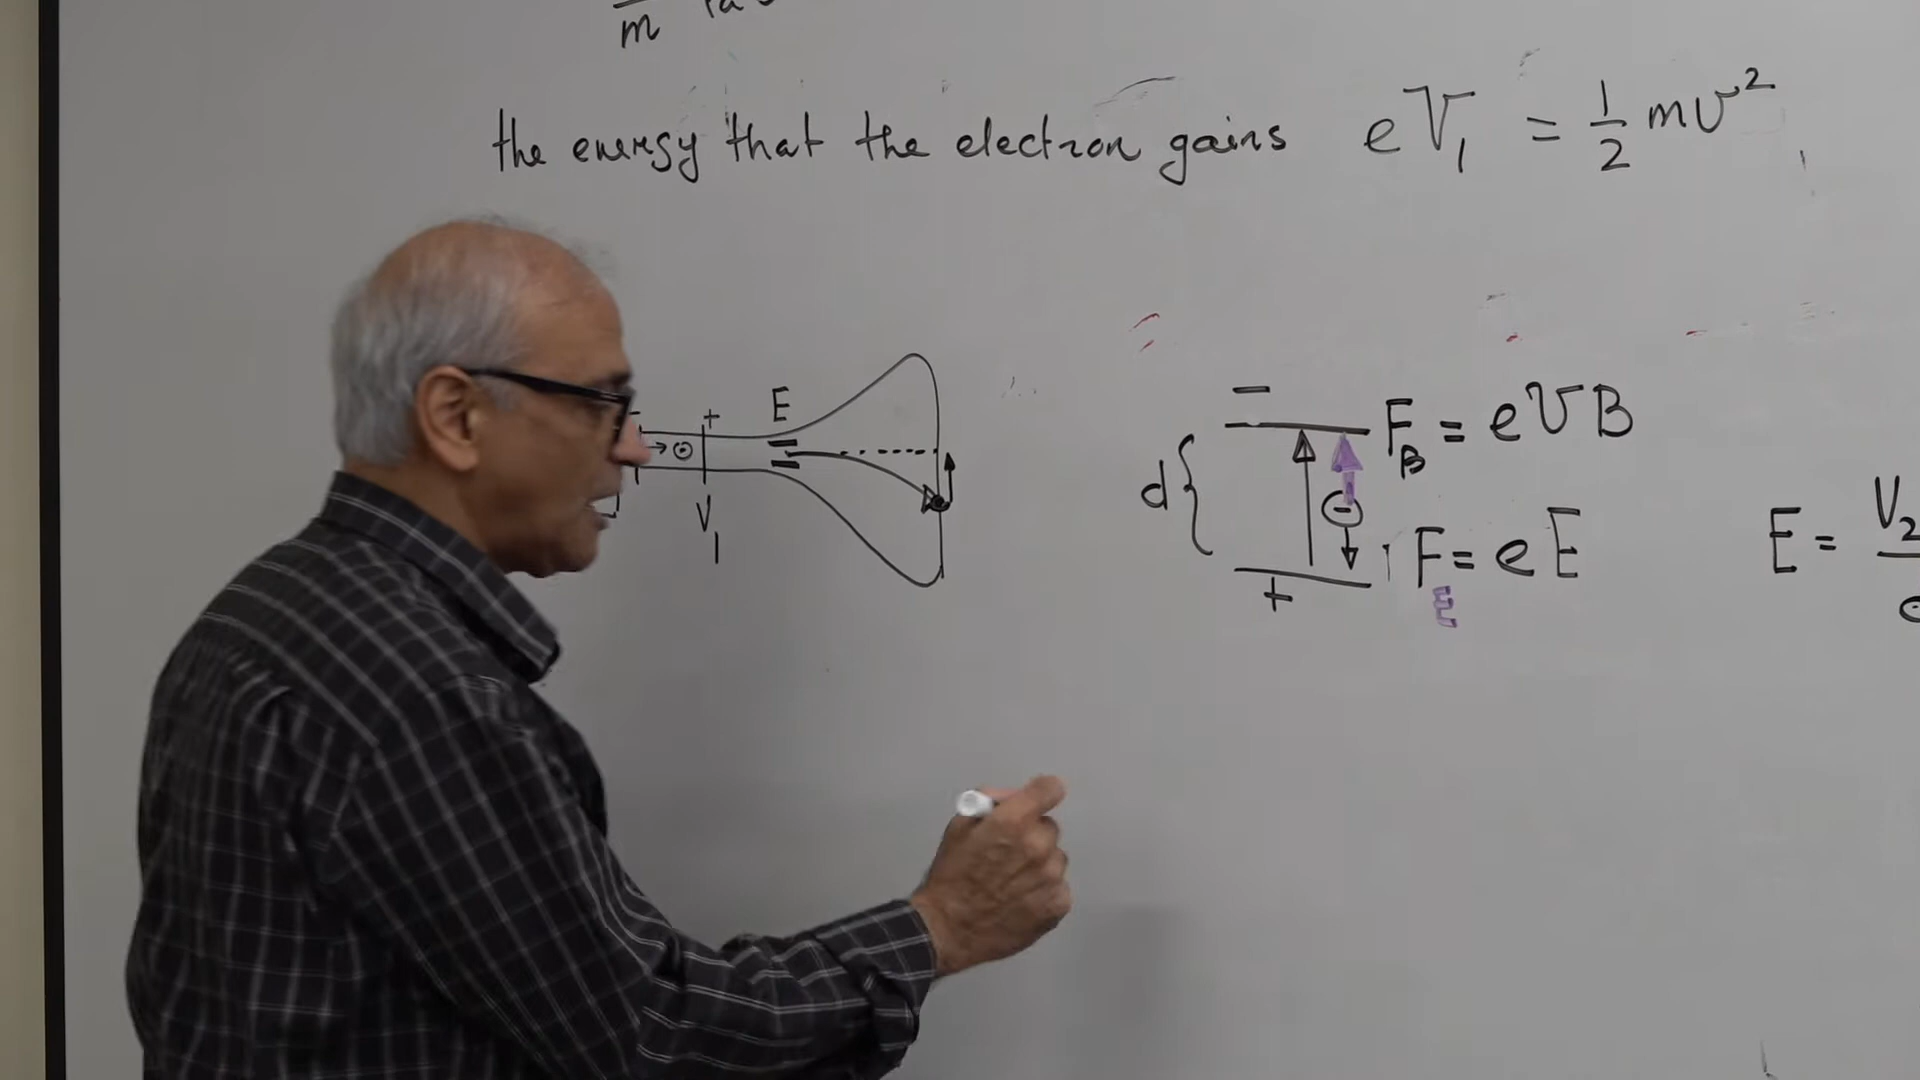 m
the energy that the electron gains eV₁ = 1/2 mv²
- + E
V₁
-
d { F_B = evB
- F_E = eE E = V₂
+